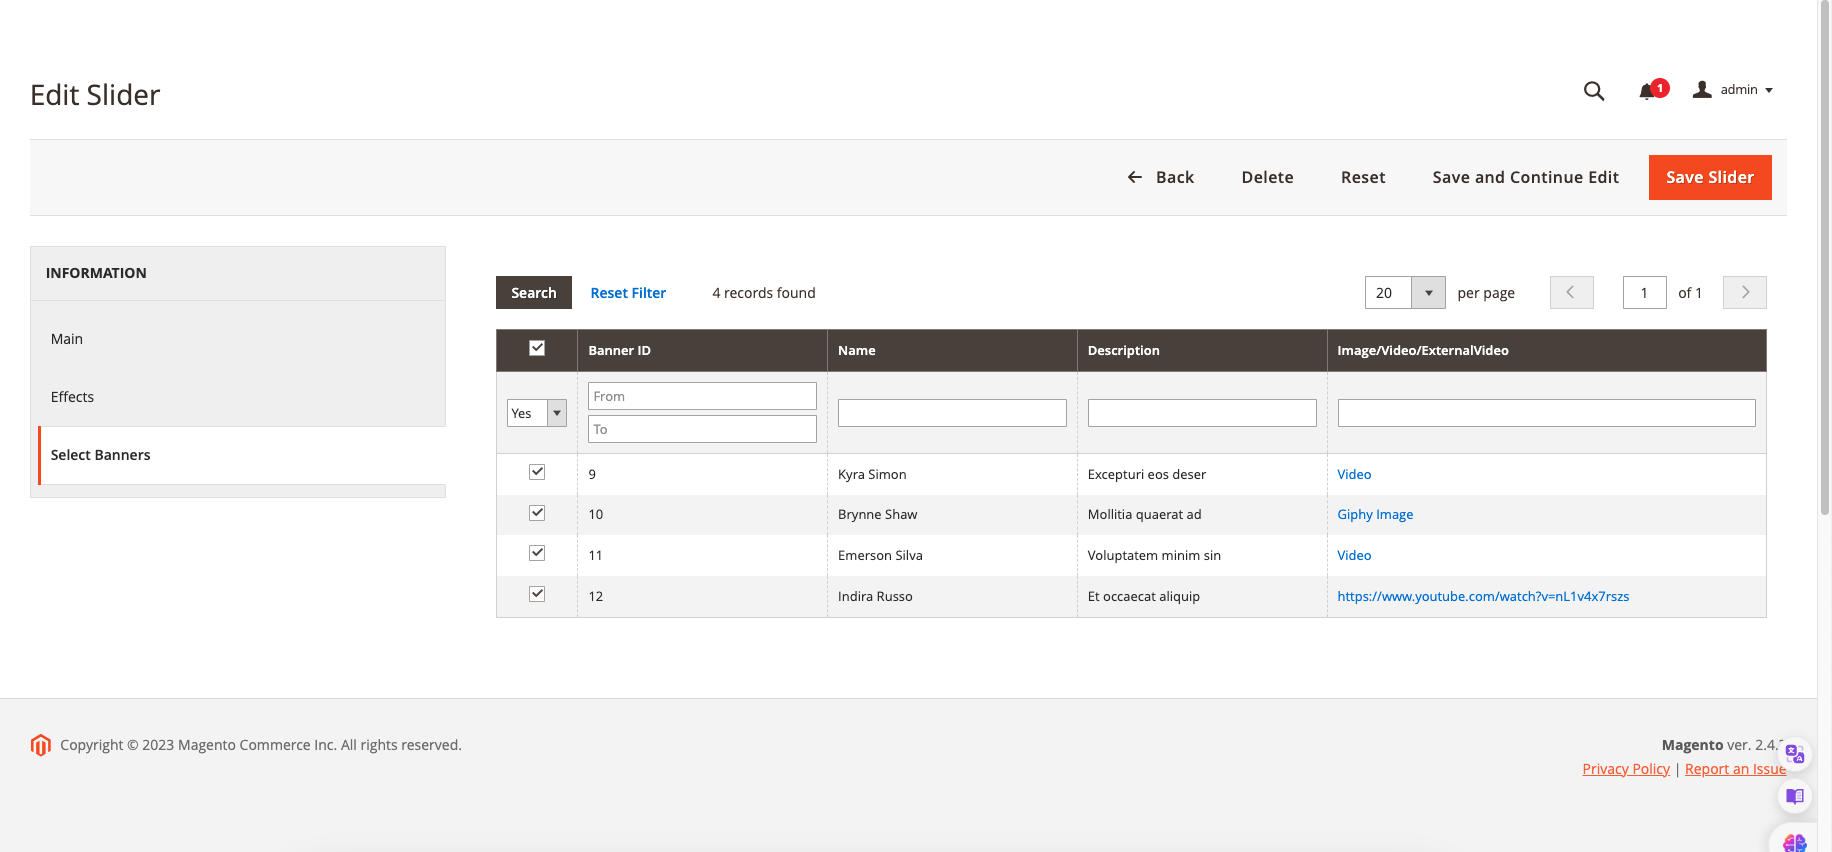 Edit Slider
1
admin
Back
Delete
Reset
Save and Continue Edit
Save Slider
INFORMATION
Main
Effects
Select Banners
Search
Reset Filter
4 records found
20
per page
1
of 1
Banner ID
Name
Description
Image/Video/ExternalVideo
Yes
From
To
9
Kyra Simon
Excepturi eos deser
Video
10
Brynne Shaw
Mollitia quaerat ad
Giphy Image
11
Emerson Silva
Voluptatem minim sin
Video
12
Indira Russo
Et occaecat aliquip
https://www.youtube.com/watch?v=nL1v4x7rszs
Copyright © 2023 Magento Commerce Inc. All rights reserved.
Magento ver. 2.4.
Privacy Policy | Report an Issue